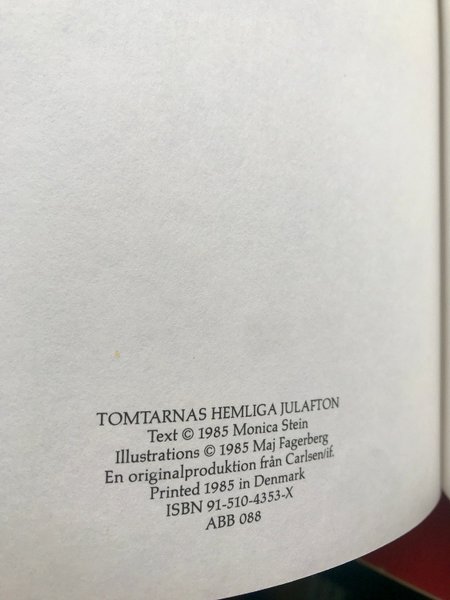 TOMTARNAS HEMLIGA JULAFTON
Text © 1985 Monica Stein
Illustrations © 1985 Maj Fagerberg
En originalproduktion från Carlsen/if.
Printed 1985 in Denmark
ISBN 91-510-4353-X
ABB 088